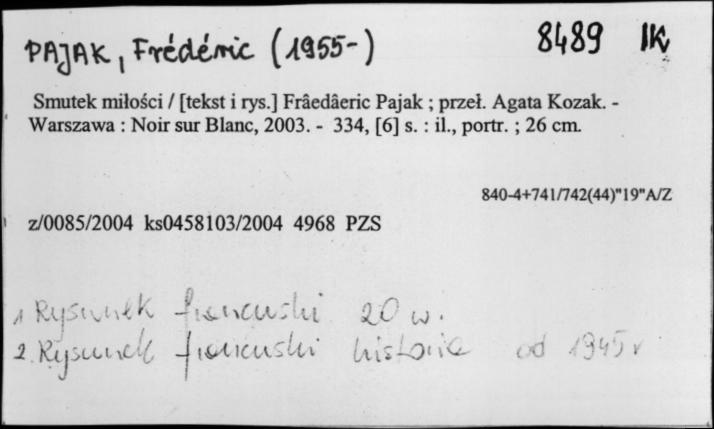 PAJAK, Frédéric (1955-) 8489 IK
Smutek miłości / [tekst i rys.] Frâedâeric Pajak ; przeł. Agata Kozak. -
Warszawa : Noir sur Blanc, 2003. - 334, [6] s. : il., portr. ; 26 cm.
840-4+741/742(44)"19"A/Z
z/0085/2004 ks0458103/2004 4968 PZS
1 Rysunek francuski 20 w.
2. Rysunek francuski historia od 1945 r